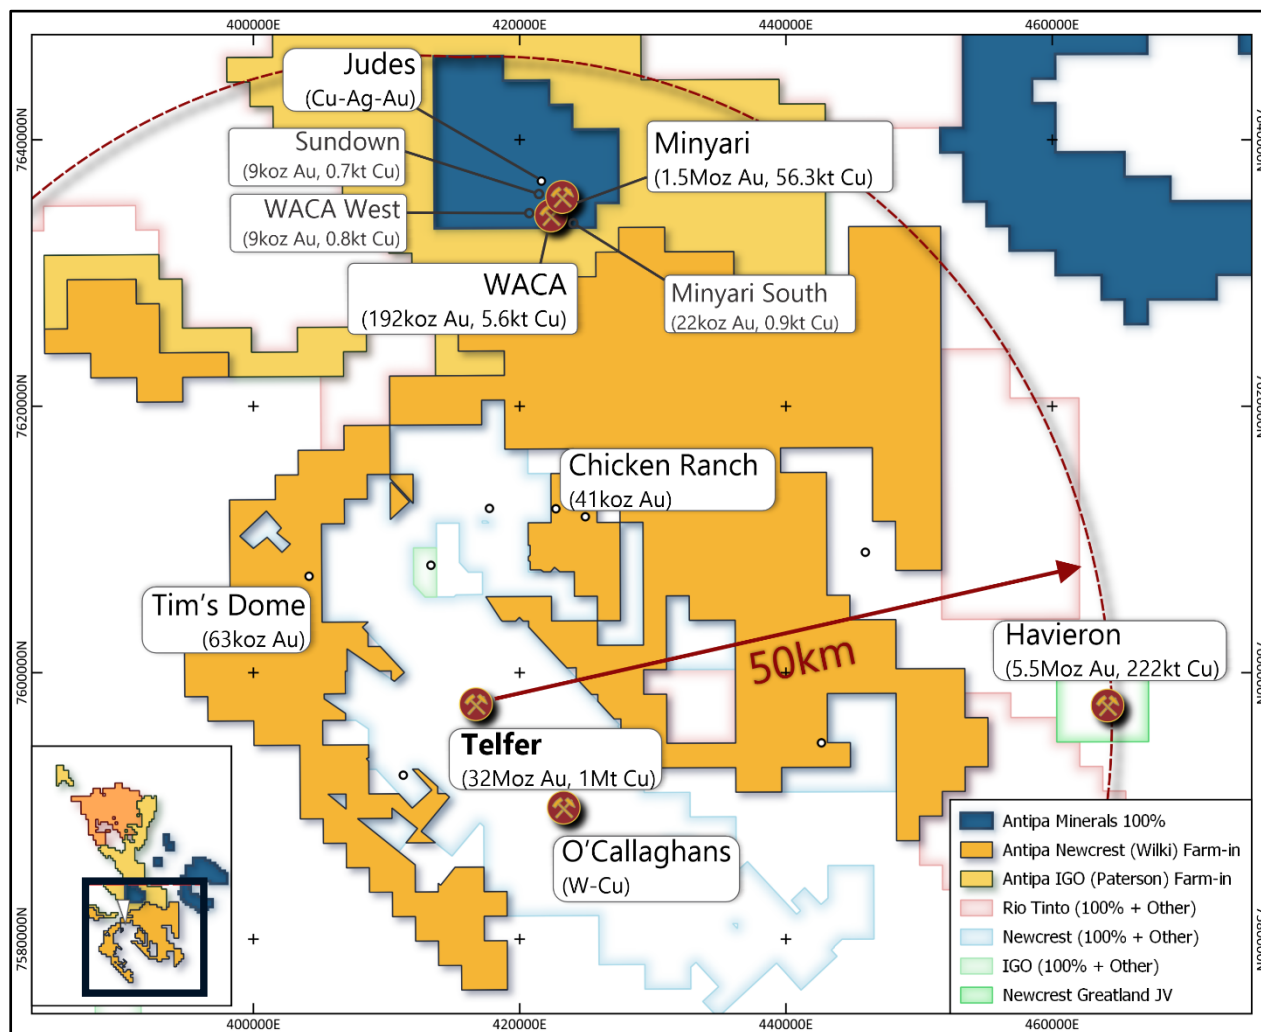 400000E
420000E
440000E
460000E
Judes
(Cu-Ag-Au)
Sundown
(9koz Au, 0.7kt Cu)
Minyari
(1.5Moz Au, 56.3kt Cu)
7640000N
7640000N
WACA West
(9koz Au, 0.8kt Cu)
WACA
(192koz Au, 5.6kt Cu)
Minyari South
(22koz Au, 0.9kt Cu)
7620000N
7620000N
Chicken Ranch
(41koz Au)
Tim's Dome
(63koz Au)
50km
Havieron
(5.5Moz Au, 222kt Cu)
7600000N
7600000N
Telfer
(32Moz Au, 1Mt Cu)
O'Callaghans
(W-Cu)
Antipa Minerals 100%
Antipa Newcrest (Wilki) Farm-in
Antipa IGO (Paterson) Farm-in
Rio Tinto (100% + Other)
Newcrest (100% + Other)
IGO (100% + Other)
Newcrest Greatland JV
7580000N
7580000N
400000E
420000E
440000E
460000E